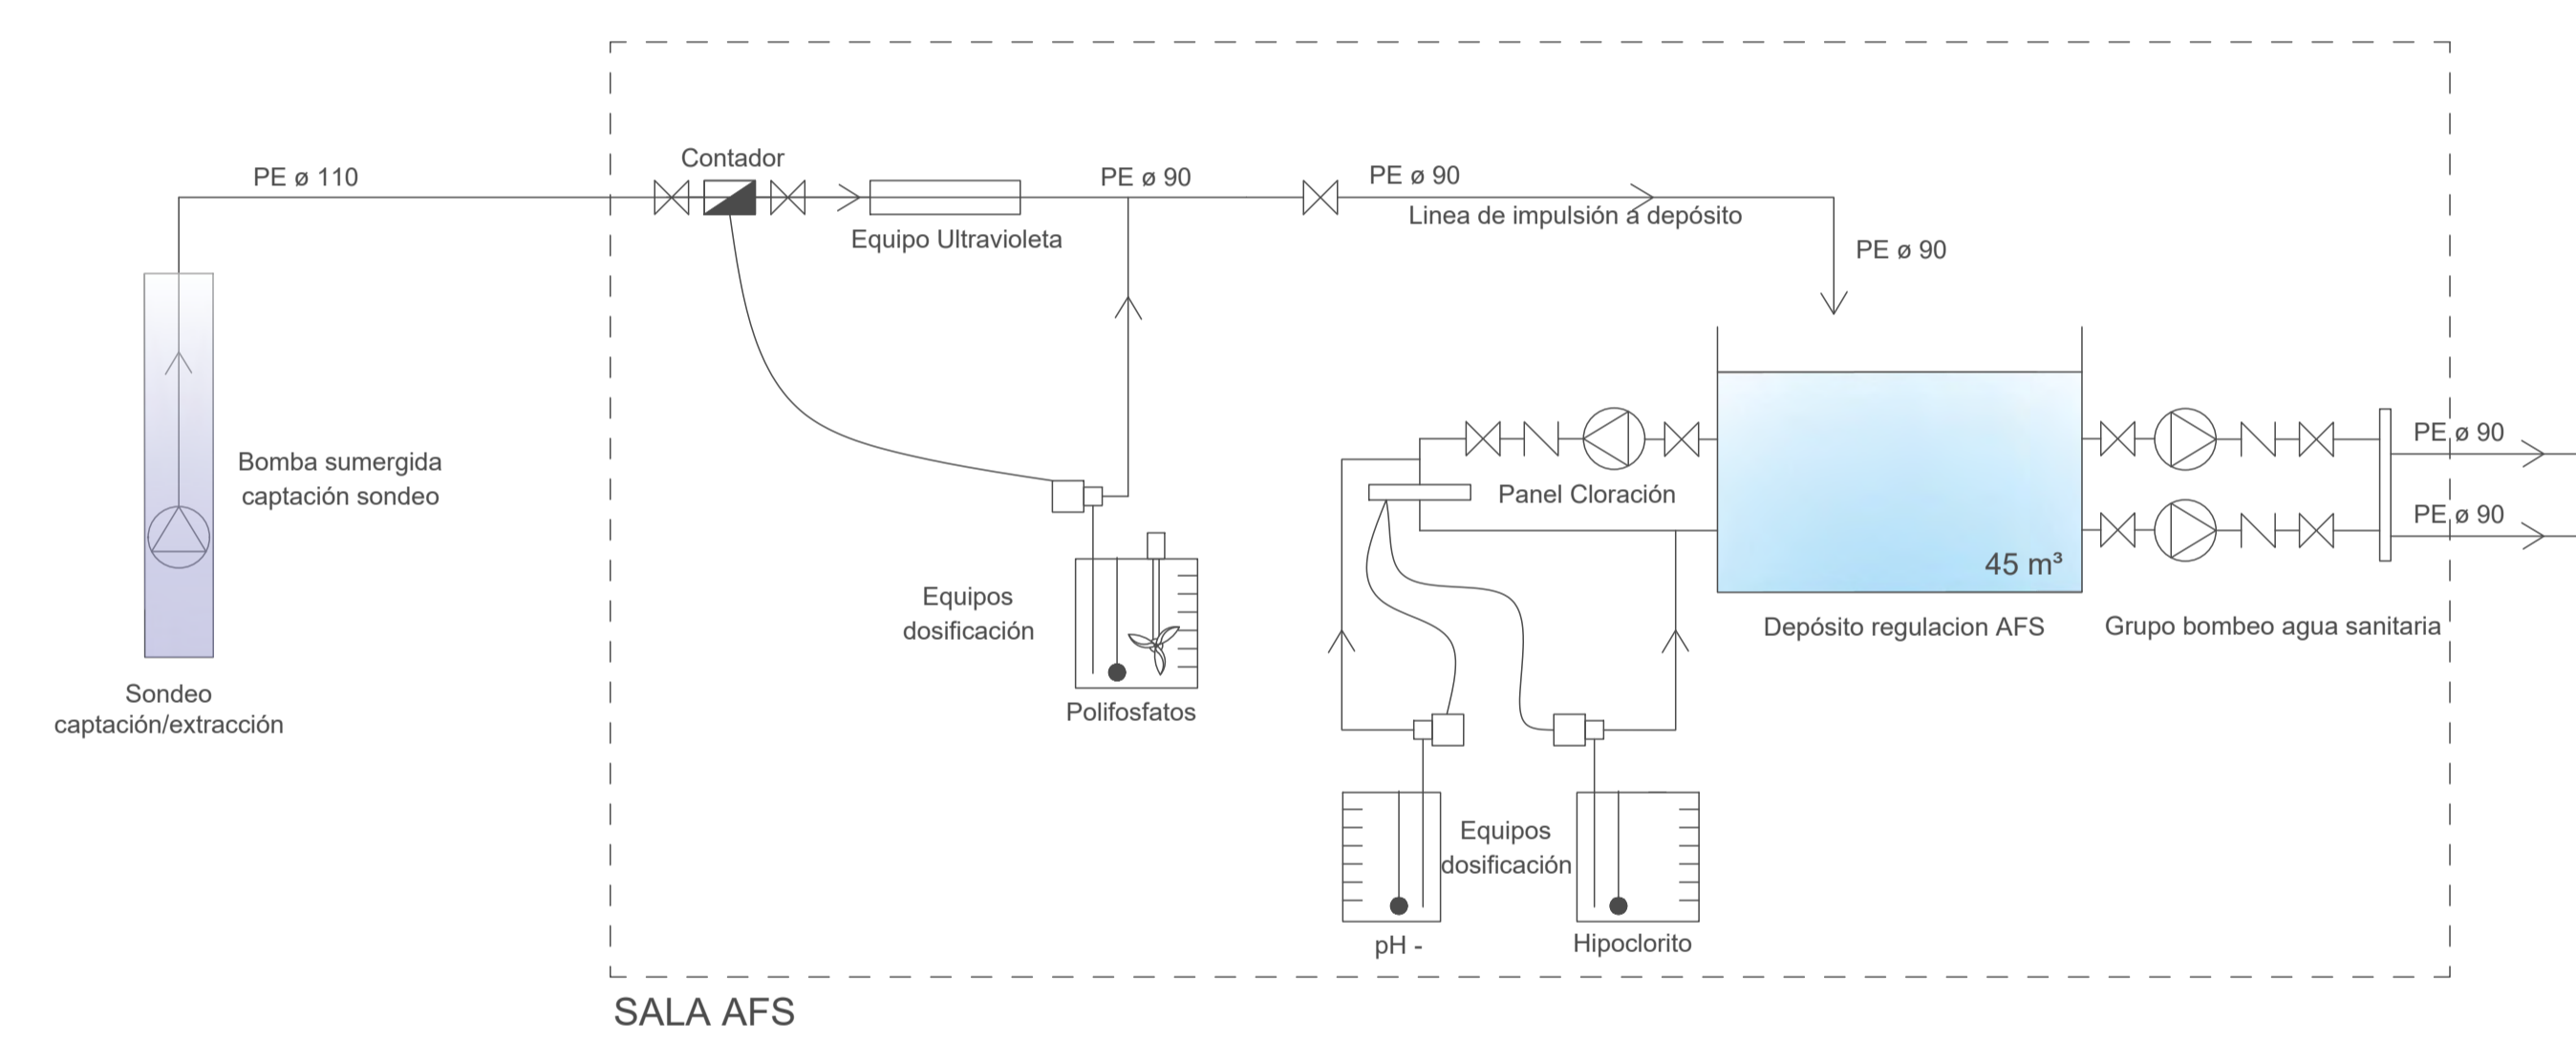 Contador
PE ø 110
PE ø 90
PE ø 90
Linea de impulsión a depósito
Equipo Ultravioleta
PE ø 90
Bomba sumergida
captación sondeo
Sondeo
captación/extracción
Equipos
dosificación
Polifosfatos
Panel Cloración
45 m³
Depósito regulacion AFS
PE ø 90
PE ø 90
Grupo bombeo agua sanitaria
Equipos
dosificación
pH -
Hipoclorito
SALA AFS